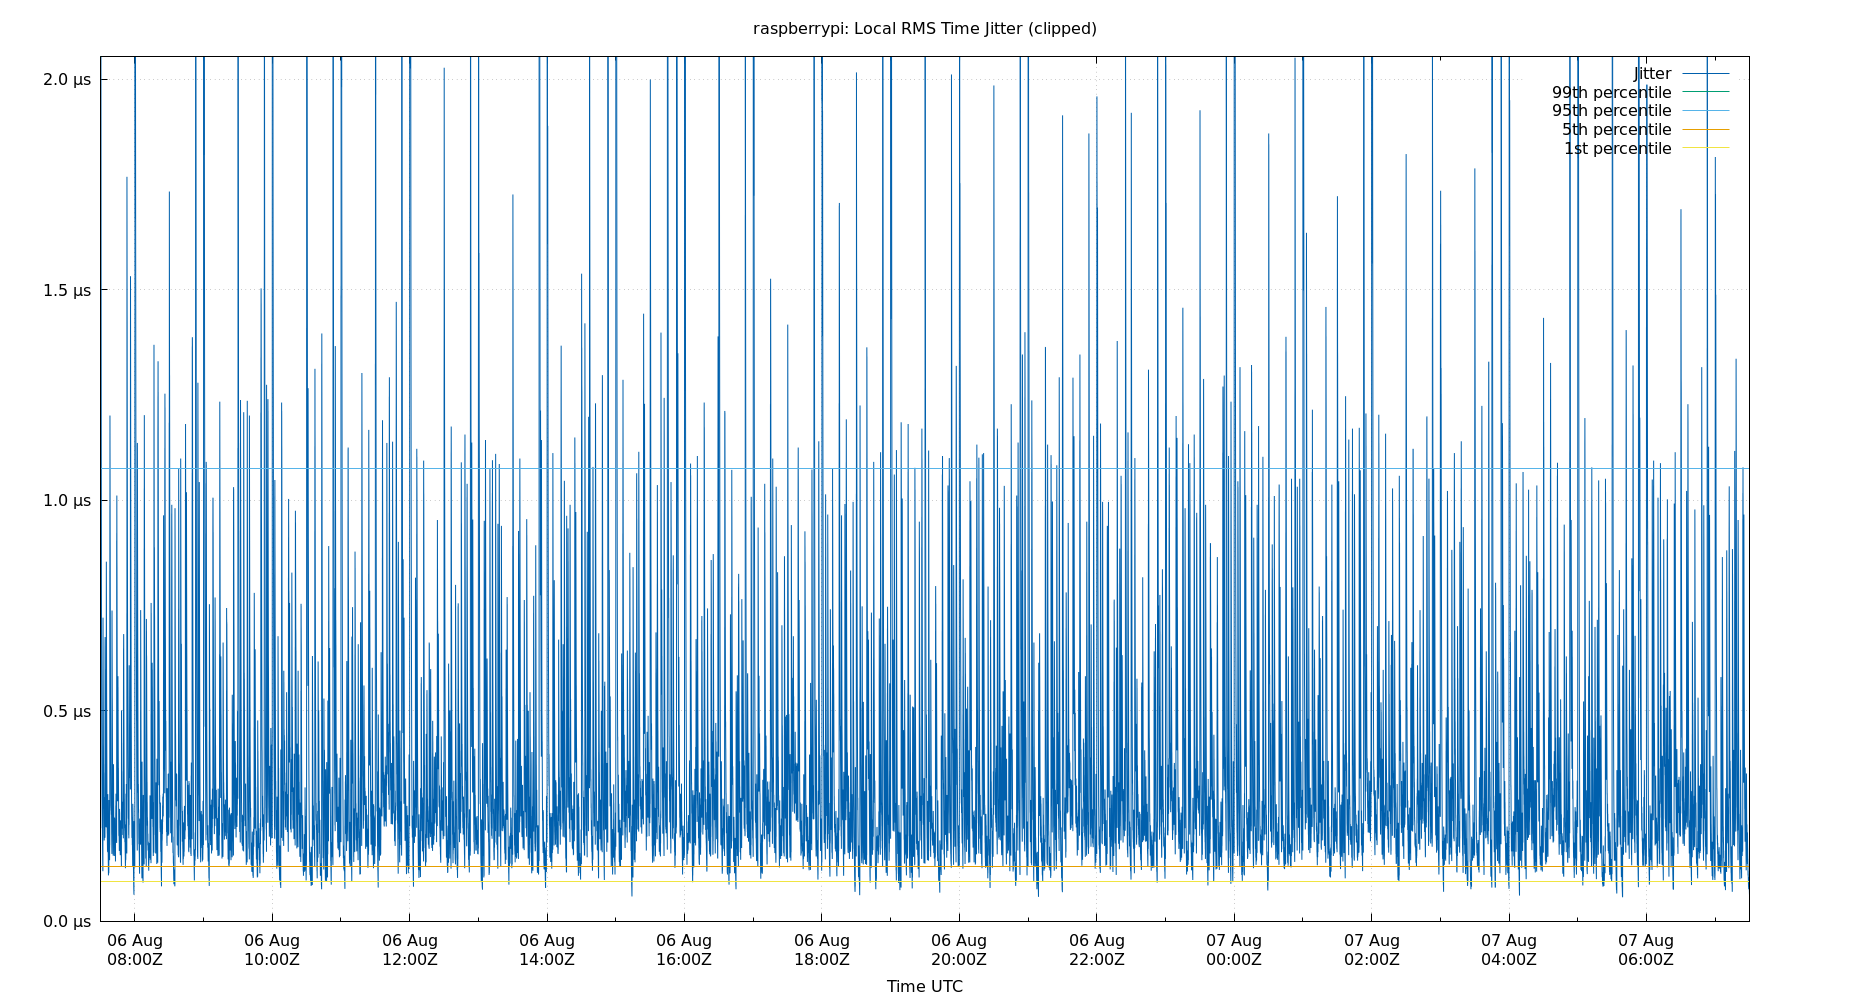 raspberrypi: Local RMS Time Jitter (clipped)
2.0 µs
1.5 µs
1.0 µs
0.5 µs
0.0 µs
Jitter
99th percentile
95th percentile
5th percentile
1st percentile
06 Aug 06 Aug 06 Aug 06 Aug 06 Aug 06 Aug 06 Aug 06 Aug 07 Aug 07 Aug 07 Aug 07 Aug
08:00Z 10:00Z 12:00Z 14:00Z 16:00Z 18:00Z 20:00Z 22:00Z 00:00Z 02:00Z 04:00Z 06:00Z
Time UTC